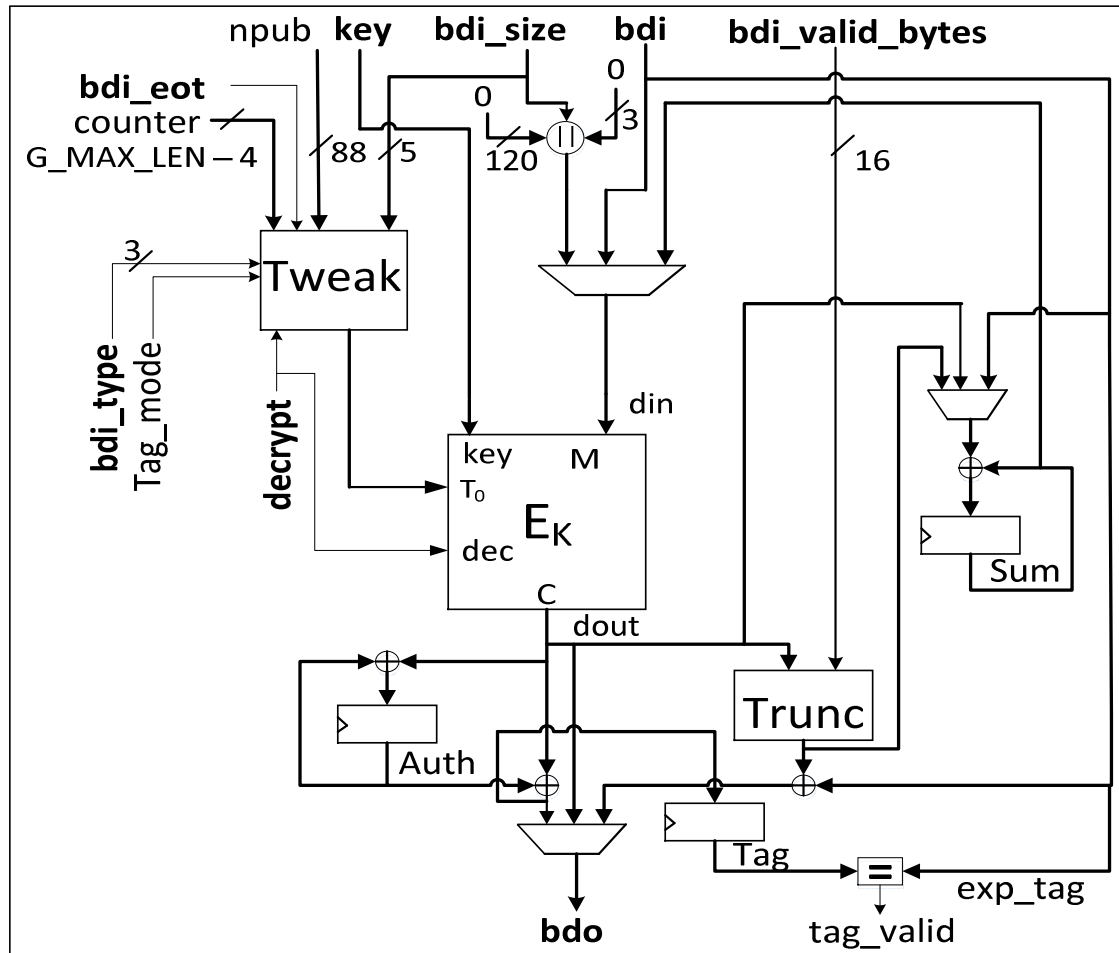 npub key bdi_size bdi bdi_valid_bytes
bdi_eot
0
0
counter
3
G_MAX_LEN – 4
88
5
120
||
16
3
Tweak
bdi_type
Tag_mode
decrypt
din
key
M
T0
EK
dec
C
dout
Sum
Trunc
Auth
Tag
=
exp_tag
bdo
tag_valid